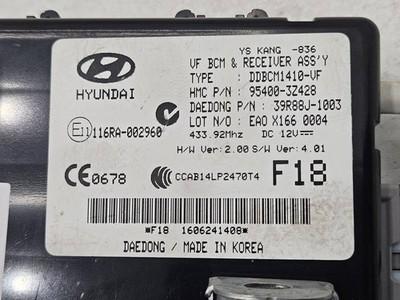 YS KANG -836
VF BCM & RECEIVER ASS'Y
TYPE : DDBCM1410-VF
HYUNDAI
HMC P/N : 95400-3Z428
DAEDONG P/N : 39R88J-1003
LOT N/O : EAO X166 0004
E11 116RA-002960
433.92Mhz DC 12V
H/W Ver: 2.00 S/W Ver: 4.01
CE 0678
CCAB14LP2470T4
F18
*F18 1606241408*
DAEDONG / MADE IN KOREA